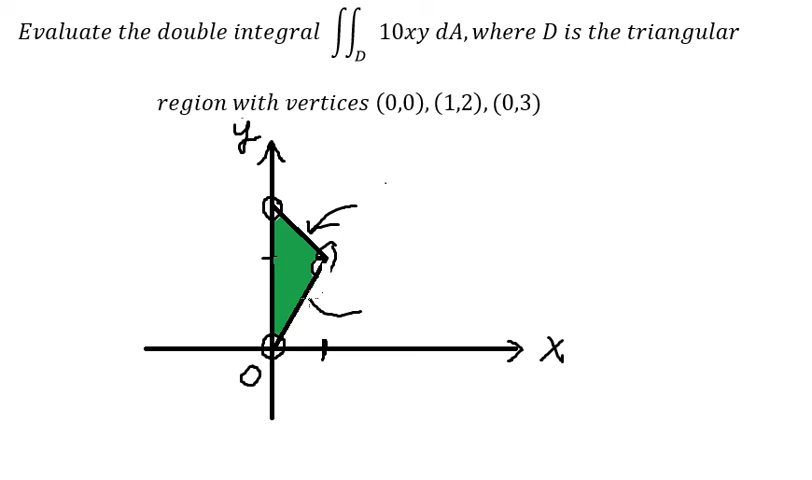 Evaluate the double integral ∬_D 10xy dA, where D is the triangular
region with vertices (0,0), (1,2), (0,3)
y
x
0